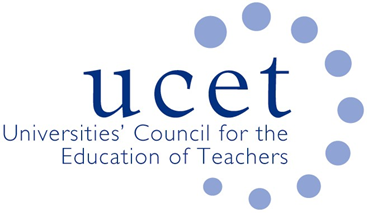 ucet
Universities' Council for the
Education of Teachers